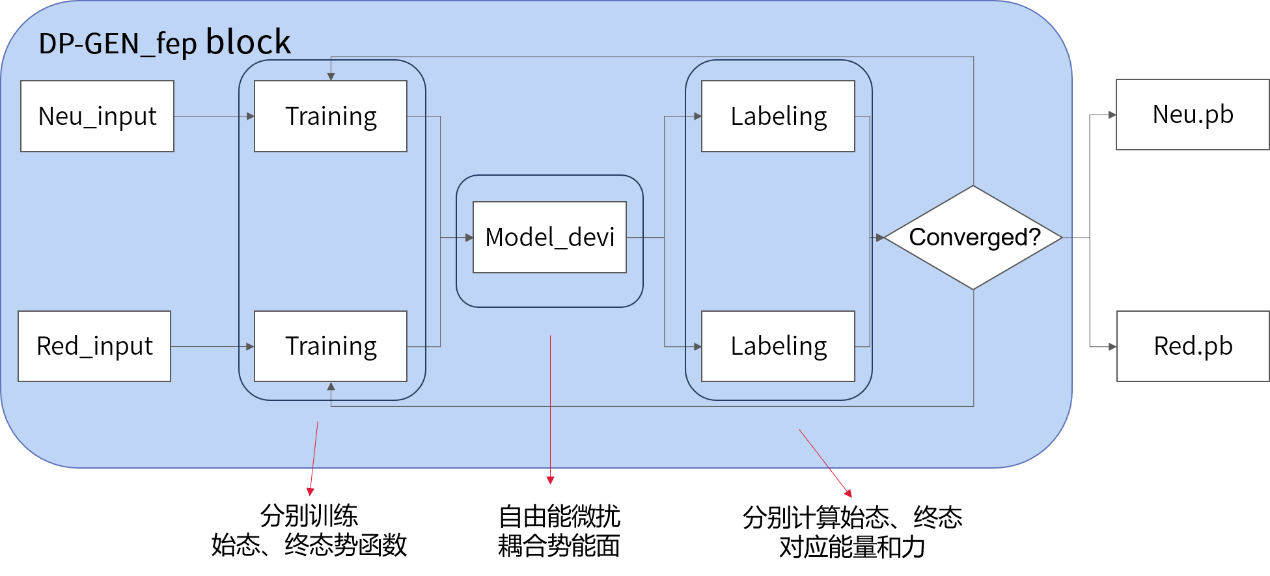 DP-GEN_fep block
Neu_input
Training
Labeling
Neu.pb
Model_devi
Converged?
Red_input
Training
Labeling
Red.pb
分别训练
始态、终态势函数
自由能微扰
耦合势能面
分别计算始态、终态
对应能量和力